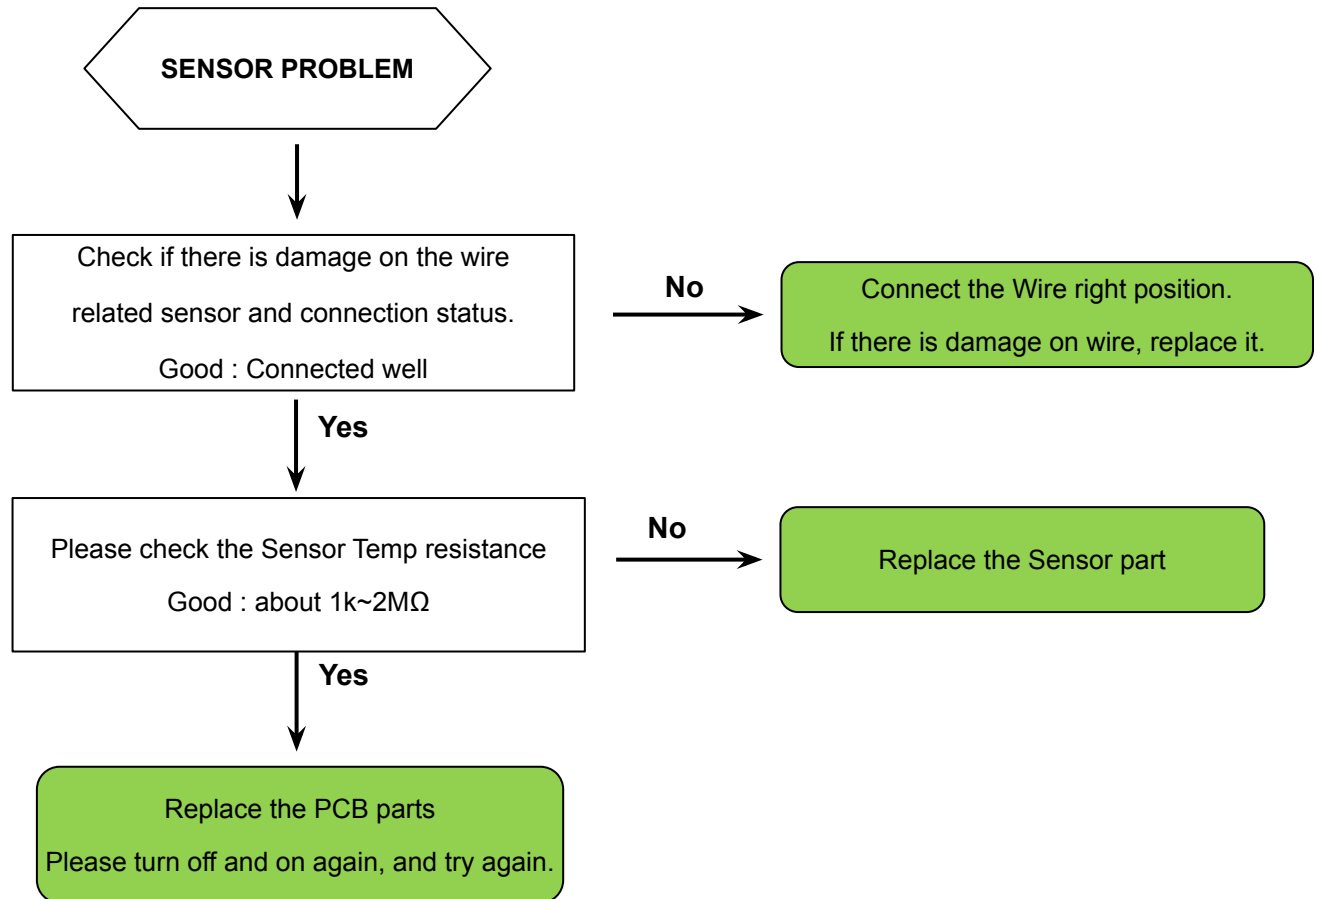 SENSOR PROBLEM
Check if there is damage on the wire
related sensor and connection status.
Good : Connected well
No
Connect the Wire right position.
If there is damage on wire, replace it.
Yes
Please check the Sensor Temp resistance
Good : about 1k~2MΩ
No
Replace the Sensor part
Yes
Replace the PCB parts
Please turn off and on again, and try again.